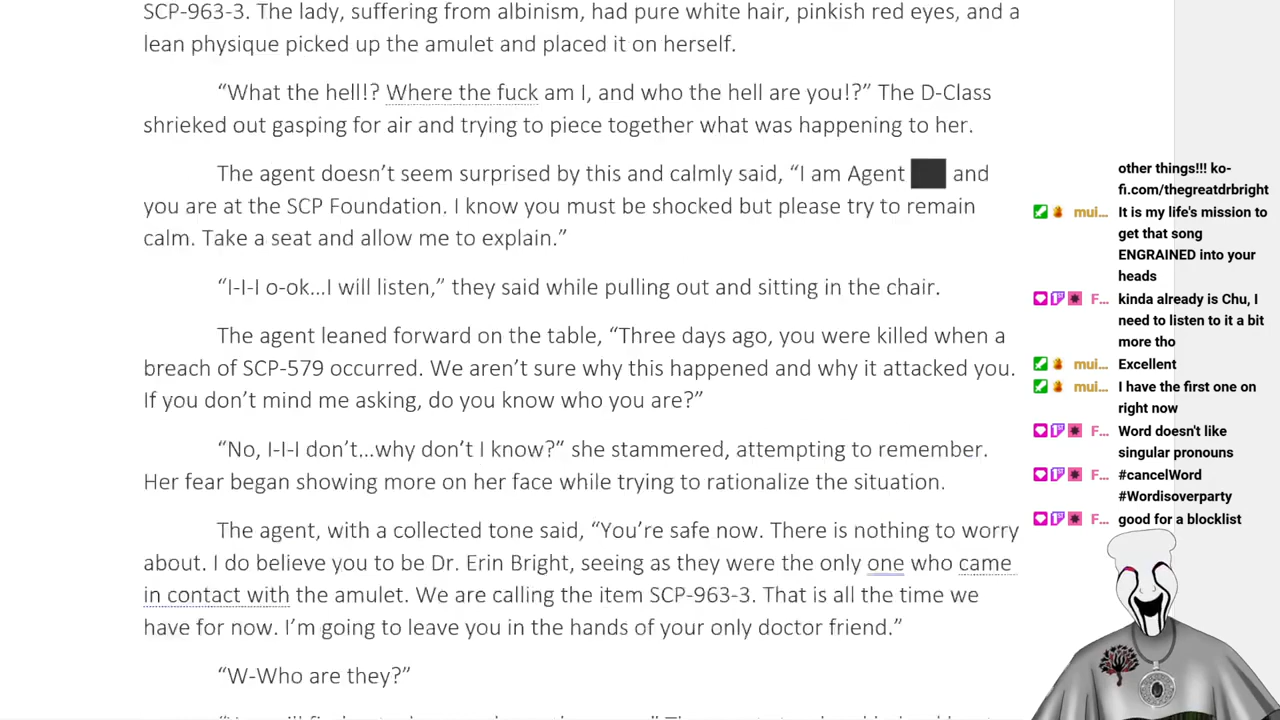 SCP-963-3. The lady, suffering from albinism, had pure white hair, pinkish red eyes, and a
lean physique picked up the amulet and placed it on herself.
“What the hell!? Where the fuck am I, and who the hell are you!?” The D-Class
shrieked out gasping for air and trying to piece together what was happening to her.
The agent doesn’t seem surprised by this and calmly said, “I am Agent and
you are at the SCP Foundation. I know you must be shocked but please try to remain
calm. Take a seat and allow me to explain.”
“I-I-I o-ok…I will listen,” they said while pulling out and sitting in the chair.
The agent leaned forward on the table, “Three days ago, you were killed when a
breach of SCP-579 occurred. We aren’t sure why this happened and why it attacked you.
If you don’t mind me asking, do you know who you are?”
“No, I-I-I don’t…why don’t I know?” she stammered, attempting to remember.
Her fear began showing more on her face while trying to rationalize the situation.
The agent, with a collected tone said, “You’re safe now. There is nothing to worry
about. I do believe you to be Dr. Erin Bright, seeing as they were the only one who came
in contact with the amulet. We are calling the item SCP-963-3. That is all the time we
have for now. I’m going to leave you in the hands of your only doctor friend.”
“W-Who are they?”
other things!!! ko-
fi.com/thegreatdrbright
mui... It is my life's mission to
get that song
ENGRAINED into your
heads
F... kinda already is Chu, I
need to listen to it a bit
more tho
mui... Excellent
mui... I have the first one on
right now
F... Word doesn't like
singular pronouns
F... #cancelWord
#Wordisoverparty
F... good for a blocklist